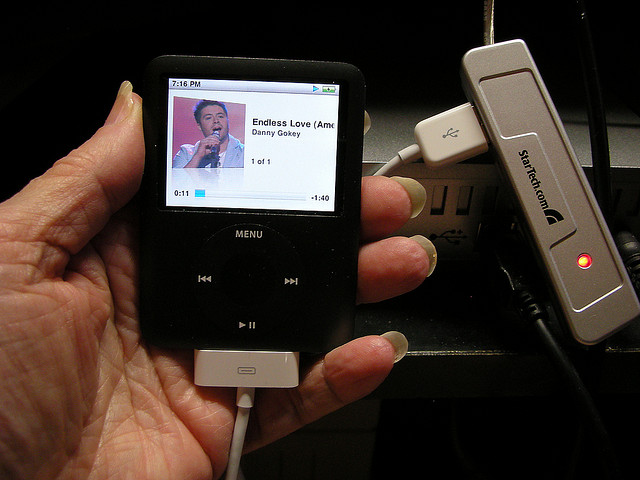 7:16 PM
Endless Love (Ame
Danny Gokey
1 of 1
0:11
-1:40
MENU
StarTech.com